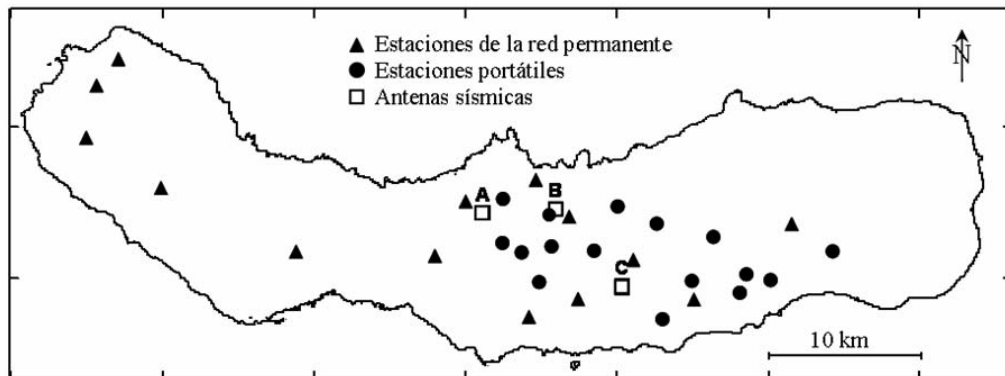 Estaciones de la red permanente
Estaciones portátiles
Antenas sísmicas
N
A
B
C
10 km